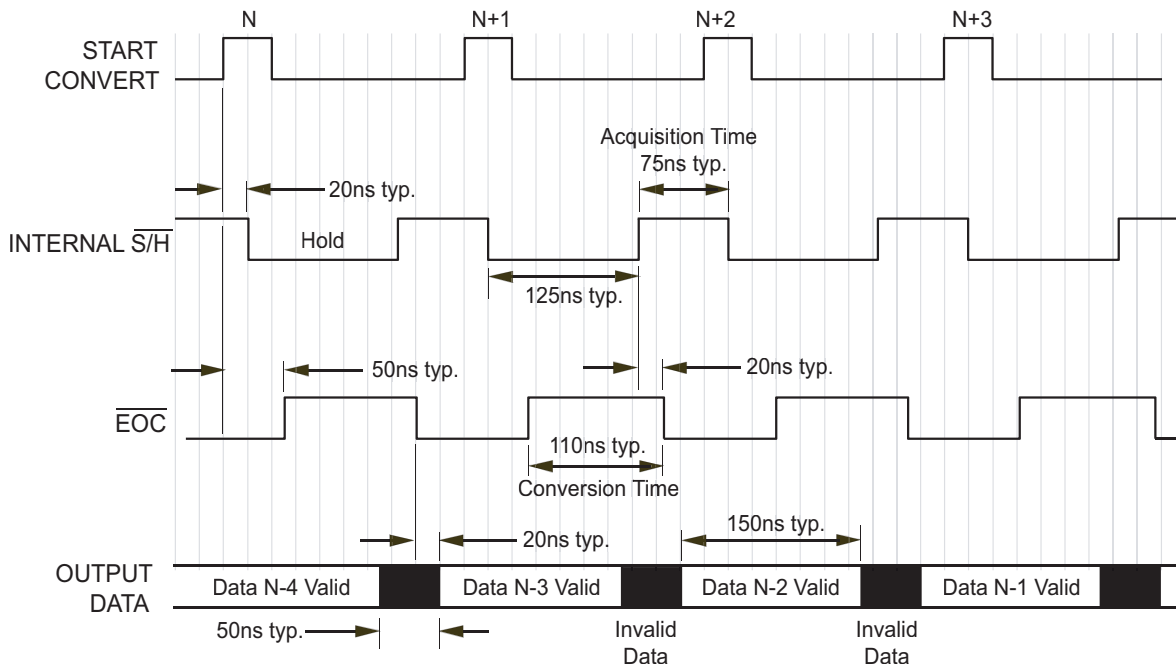 N
N+1
N+2
N+3
START
CONVERT
Acquisition Time
75ns typ.
20ns typ.
INTERNAL S̅/̅H̅
Hold
125ns typ.
50ns typ.
20ns typ.
E̅O̅C̅
110ns typ.
Conversion Time
150ns typ.
20ns typ.
OUTPUT
DATA
Data N-4 Valid
Data N-3 Valid
Data N-2 Valid
Data N-1 Valid
50ns typ.
Invalid
Data
Invalid
Data